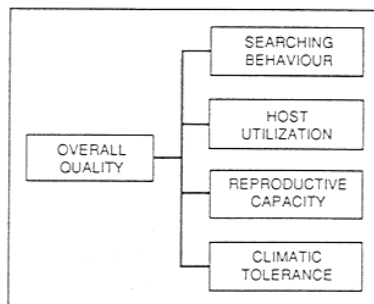 SEARCHING
BEHAVIOUR
HOST
UTILIZATION
OVERALL
QUALITY
REPRODUCTIVE
CAPACITY
CLIMATIC
TOLERANCE